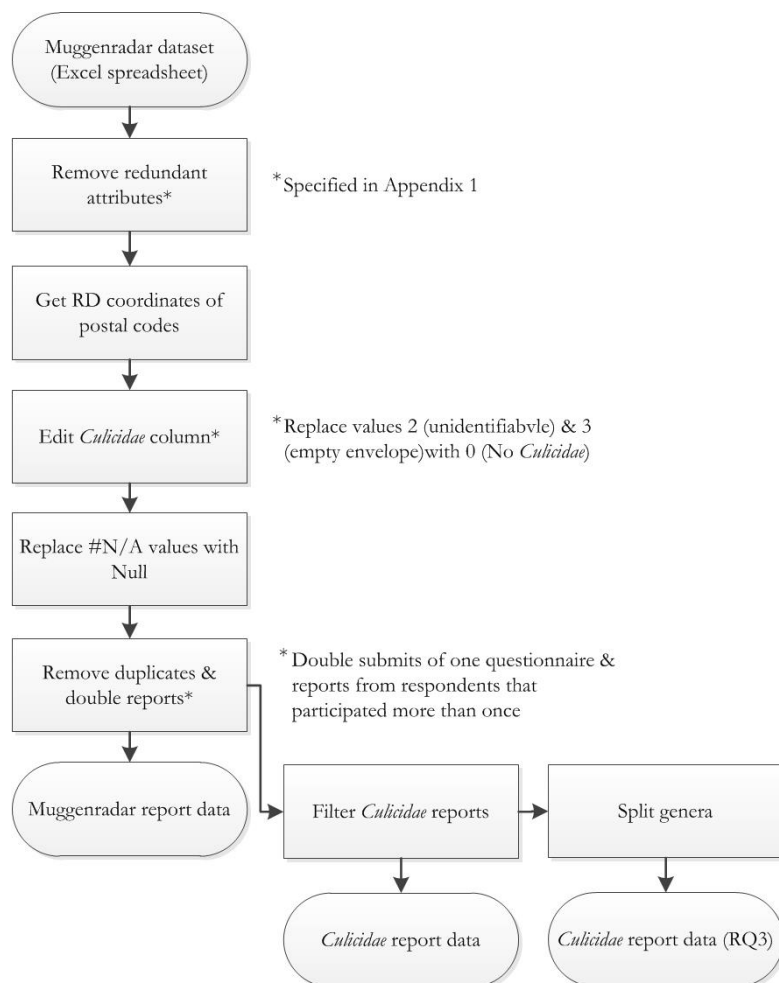 Muggenradar dataset
(Excel spreadsheet)
Remove redundant
attributes*
*Specified in Appendix 1
Get RD coordinates of
postal codes
Edit Culicidae column*
*Replace values 2 (unidentifiabvle) & 3
(empty envelope)with 0 (No Culicidae)
Replace #N/A values with
Null
Remove duplicates &
double reports*
*Double submits of one questionnaire &
reports from respondents that
participated more than once
Muggenradar report data
Filter Culicidae reports
Split genera
Culicidae report data
Culicidae report data (RQ3)